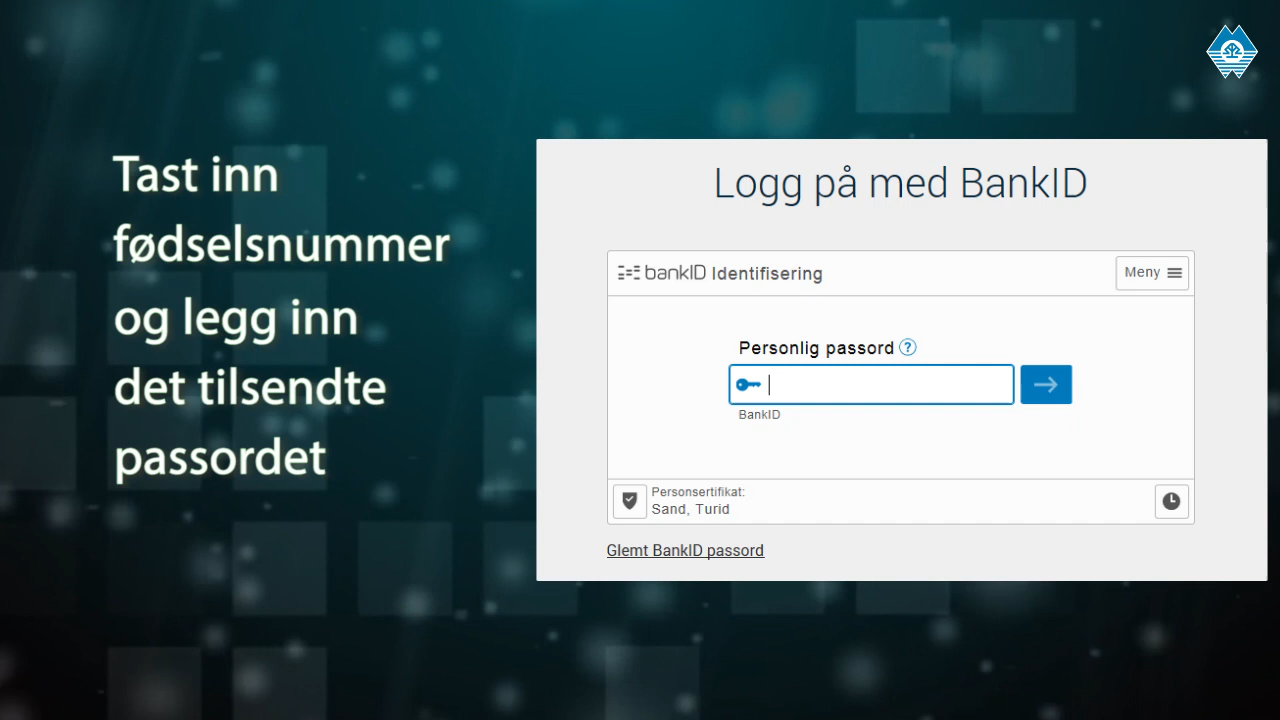 Tast inn
fødselsnummer
og legg inn
det tilsendte
passordet
Logg på med BankID
bankID Identifisering
Meny
Personlig passord ?
BankID
Personsertifikat:
Sand, Turid
Glemt BankID passord